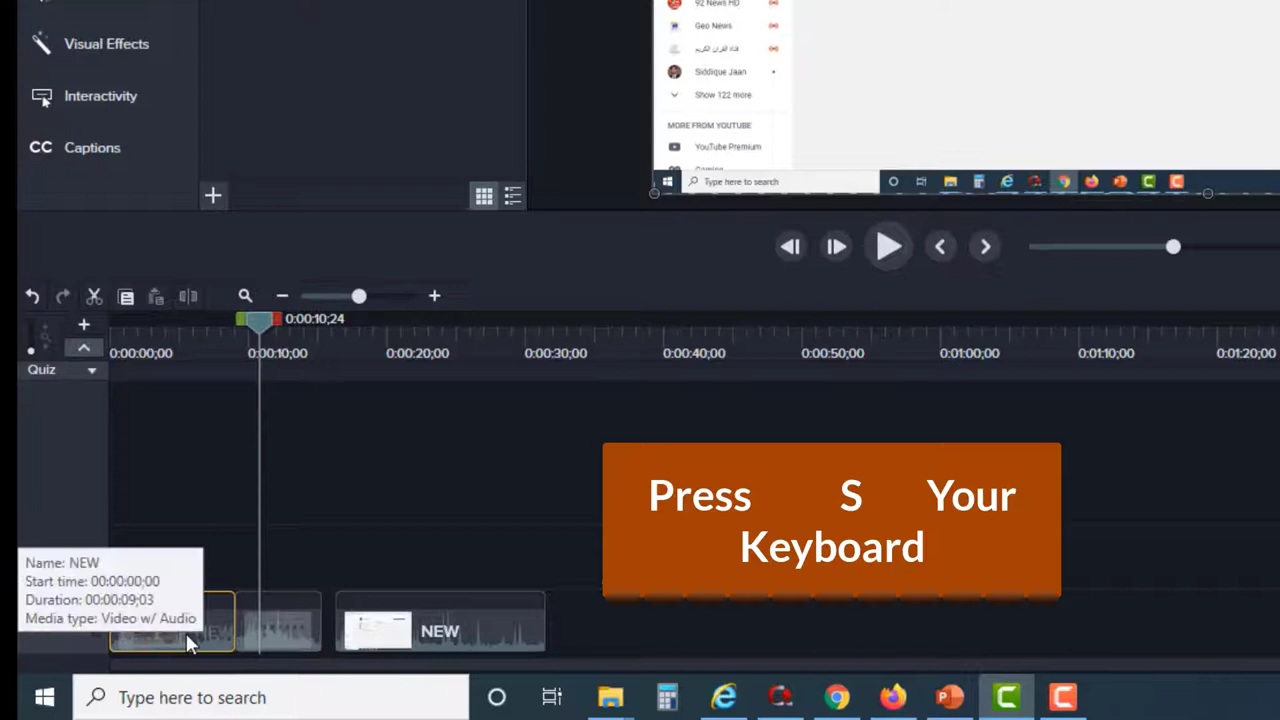 92 News HD
Visual Effects
Geo News
قناة القرآن الكريم
Siddique Jaan
Interactivity
Show 122 more
MORE FROM YOUTUBE
CC Captions
YouTube Premium
Type here to search
0:00:10;24
0:00:00;00 0:00:10;00 0:00:20;00 0:00:30;00 0:00:40;00 0:00:50;00 0:01:00;00 0:01:10;00 0:01:20;00
Quiz
Press S Your
Keyboard
Name: NEW
Start time: 00:00:00;00
Duration: 00:00:09;03
Media type: Video w/ Audio
NEW NEW
Type here to search